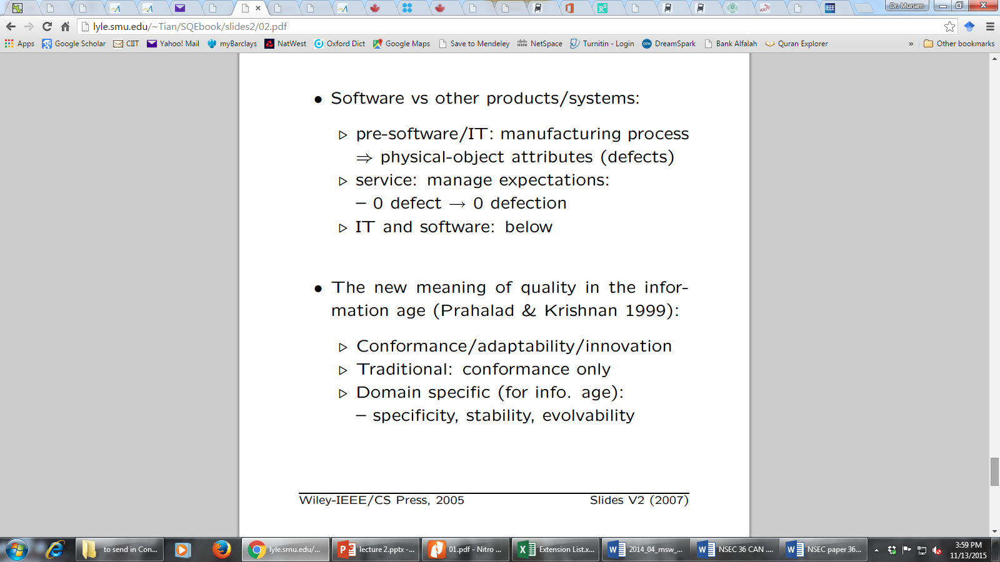 Dr. Munam
lyle.smu.edu/~Tian/SQEbook/slides2/02.pdf
Apps Google Scholar CIIT Yahoo! Mail myBarclays NatWest Oxford Dict Google Maps Save to Mendeley NetSpace Turnitin - Login DreamSpark Bank Alfalah Quran Explorer » Other bookmarks
• Software vs other products/systems:
▷ pre-software/IT: manufacturing process
⇒ physical-object attributes (defects)
▷ service: manage expectations:
– 0 defect → 0 defection
▷ IT and software: below
• The new meaning of quality in the infor-
mation age (Prahalad & Krishnan 1999):
▷ Conformance/adaptability/innovation
▷ Traditional: conformance only
▷ Domain specific (for info. age):
– specificity, stability, evolvability
Wiley-IEEE/CS Press, 2005 Slides V2 (2007)
to send in Con... lyle.smu.edu/... lecture 2.pptx -... 01.pdf - Nitro ... Extension List.x... 2014_04_msw_... NSEC 36 CAN .... NSEC paper 36... 3:59 PM
11/13/2015